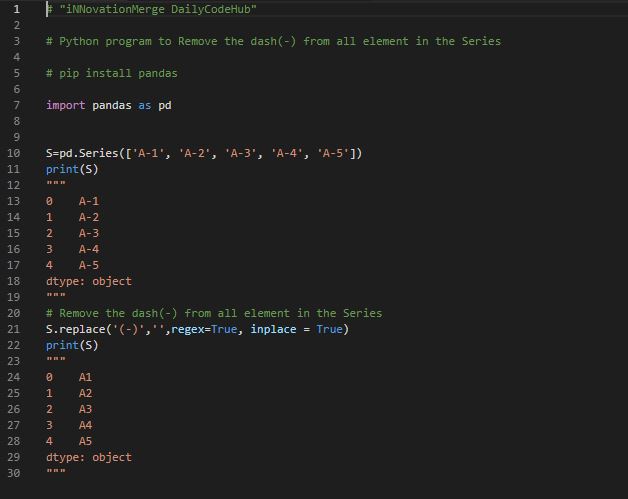 1 # "iNNovationMerge DailyCodeHub"
2
3 # Python program to Remove the dash(-) from all element in the Series
4
5 # pip install pandas
6
7 import pandas as pd
8
9
10 S=pd.Series(['A-1', 'A-2', 'A-3', 'A-4', 'A-5'])
11 print(S)
12 """
13 0    A-1
14 1    A-2
15 2    A-3
16 3    A-4
17 4    A-5
18 dtype: object
19 """
20 # Remove the dash(-) from all element in the Series
21 S.replace('(-)','',regex=True, inplace = True)
22 print(S)
23 """
24 0    A1
25 1    A2
26 2    A3
27 3    A4
28 4    A5
29 dtype: object
30 """